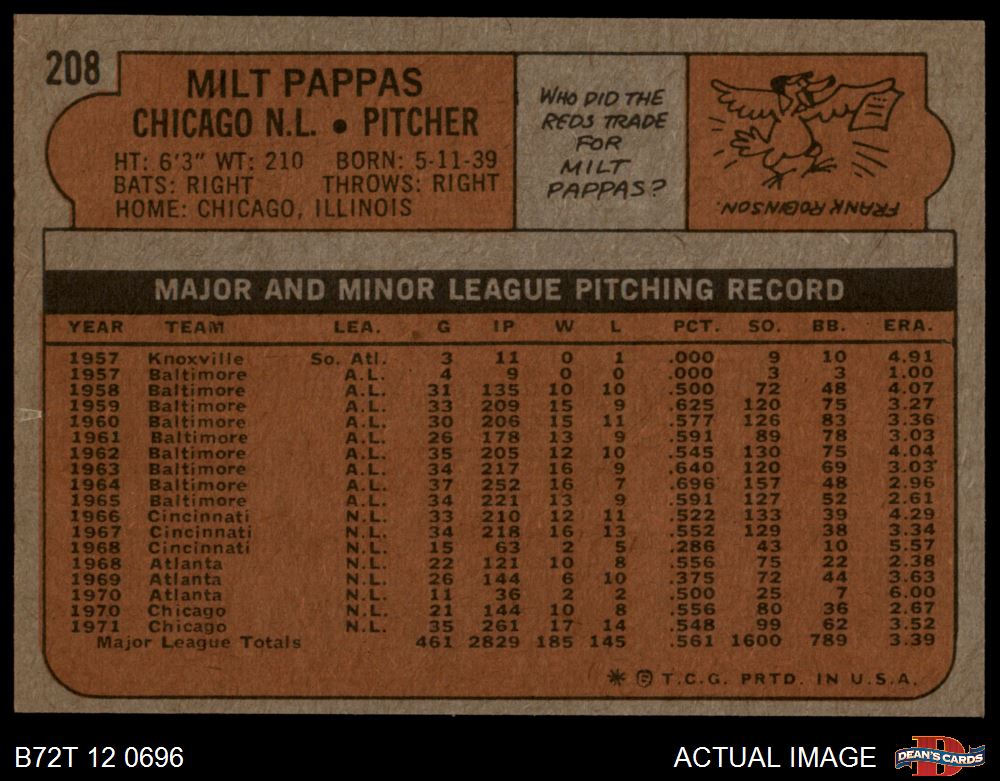 208
MILT PAPPAS
CHICAGO N.L. • PITCHER
HT: 6'3" WT: 210 BORN: 5-11-39
BATS: RIGHT THROWS: RIGHT
HOME: CHICAGO, ILLINOIS
WHO DID THE
REDS TRADE
FOR
MILT
PAPPAS?
FRANK ROBINSON.
MAJOR AND MINOR LEAGUE PITCHING RECORD
YEAR TEAM LEA. G IP W L PCT. SO. BB. ERA.
1957 Knoxville So. Atl. 3 11 0 1 .000 9 10 4.91
1957 Baltimore A.L. 4 9 0 0 .000 3 3 1.00
1958 Baltimore A.L. 31 135 10 10 .500 72 48 4.07
1959 Baltimore A.L. 33 209 15 9 .625 120 75 3.27
1960 Baltimore A.L. 30 206 15 11 .577 126 83 3.36
1961 Baltimore A.L. 26 178 13 9 .591 89 78 3.03
1962 Baltimore A.L. 35 205 12 10 .545 130 75 4.04
1963 Baltimore A.L. 34 217 16 9 .640 120 69 3.03
1964 Baltimore A.L. 37 252 16 7 .696 157 48 2.96
1965 Baltimore A.L. 34 221 13 9 .591 127 52 2.61
1966 Cincinnati N.L. 33 210 12 11 .522 133 39 4.29
1967 Cincinnati N.L. 34 218 16 13 .552 129 38 3.34
1968 Cincinnati N.L. 15 63 2 5 .286 43 10 5.57
1968 Atlanta N.L. 22 121 10 8 .556 75 22 2.38
1969 Atlanta N.L. 26 144 6 10 .375 72 44 3.63
1970 Atlanta N.L. 11 36 2 2 .500 25 7 6.00
1970 Chicago N.L. 21 144 10 8 .556 80 36 2.67
1971 Chicago N.L. 35 261 17 14 .548 99 62 3.52
Major League Totals 461 2829 185 145 .561 1600 789 3.39
* Ⓒ T.C.G. PRTD. IN U.S.A.
B72T 12 0696
ACTUAL IMAGE
DEAN'S CARDS